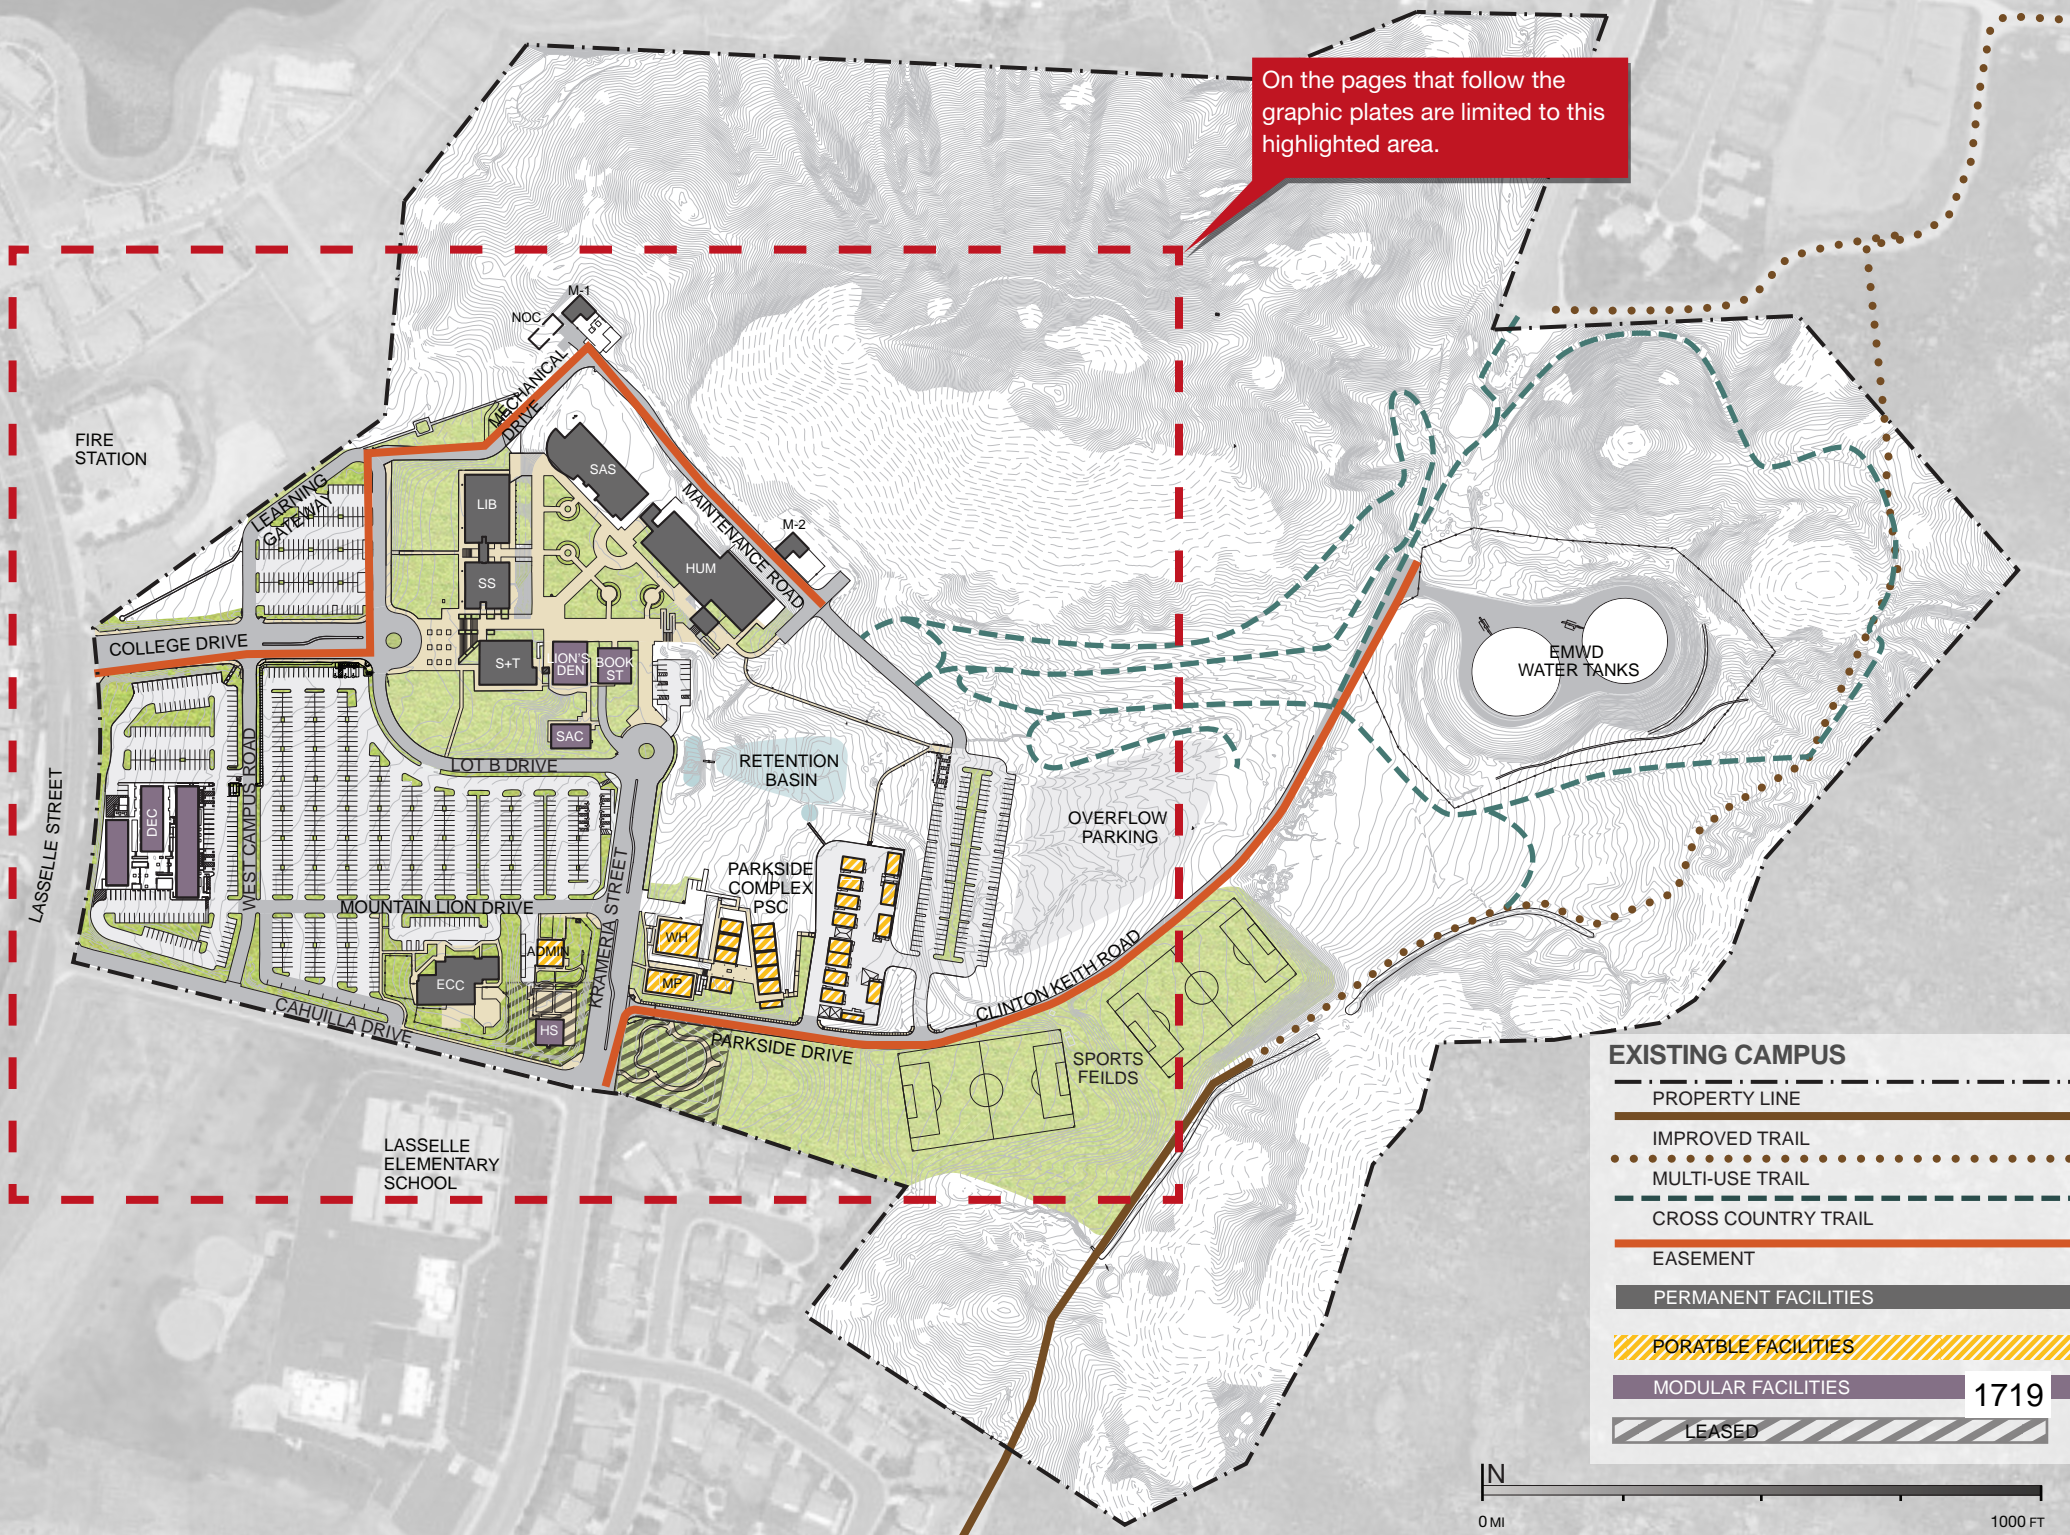 On the pages that follow the
graphic plates are limited to this
highlighted area.
M-1
NOC
MECHANICAL
DRIVE
FIRE
STATION
SAS
LEARNING
GATEWAY
LIB
MAINTENANCE ROAD
M-2
HUM
SS
COLLEGE DRIVE
S+T
LION'S
DEN
BOOK
ST
EMWD
WATER TANKS
SAC
LOT B DRIVE
RETENTION
BASIN
LASSELLE STREET
DEC
WEST CAMPUS ROAD
OVERFLOW
PARKING
KRAMERIA STREET
PARKSIDE
COMPLEX
PSC
MOUNTAIN LION DRIVE
WH
ADMIN
MP
ECC
CLINTON KEITH ROAD
CAHUILLA DRIVE
HS
PARKSIDE DRIVE
SPORTS
FEILDS
LASSELLE
ELEMENTARY
SCHOOL
EXISTING CAMPUS
PROPERTY LINE
IMPROVED TRAIL
MULTI-USE TRAIL
CROSS COUNTRY TRAIL
EASEMENT
PERMANENT FACILITIES
PORATBLE FACILITIES
MODULAR FACILITIES
1719
LEASED
N
0 MI
1000 FT